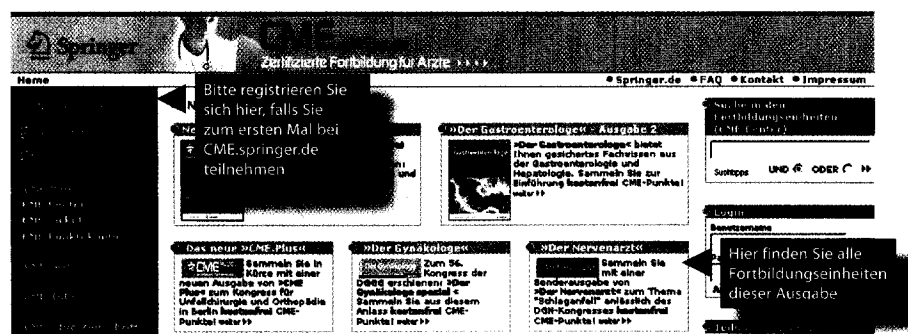 Springer
CME
Zertifizierte Fortbildung für Ärzte
Home
Springer.de FAQ Kontakt Impressum
Bitte registrieren Sie
sich hier, falls Sie
zum ersten Mal bei
CME.springer.de
teilnehmen
und
»Der Gastroenterologe« - Ausgabe 2
»Der Gastroenterologe« bietet
Ihnen gesichertes Fachwissen aus
der Gastroenterologie und
Hepatologie. Sammeln Sie zur
Einführung kostenfrei CME-Punkte!
weiter >>
Suche in den
Fortbildungseinheiten
(CME Center)
Suchtipps UND ODER >>
Login
Benutzername
Das neue »CME.Plus«
CME Sammeln Sie in
Kürze mit einer
neuen Ausgabe von »CME
Plus« zum Kongress für
Unfallchirurgie und Orthopädie
in Berlin kostenfrei CME-
Punkte! weiter >>
»Der Gynäkologe«
Zum 56.
Kongress der
DGGG erschienen: »Der
Gynäkologe spezial«
Sammeln Sie aus diesem
Anlass kostenfrei CME-
Punkte! weiter >>
»Der Nervenarzt«
Sammeln Sie
mit einer
Sonderausgabe von
»Der Nervenarzt« zum Thema
"Schlaganfall" anlässlich des
DGN-Kongresses kostenfrei
CME-Punkte! weiter >>
Hier finden Sie alle
Fortbildungseinheiten
dieser Ausgabe